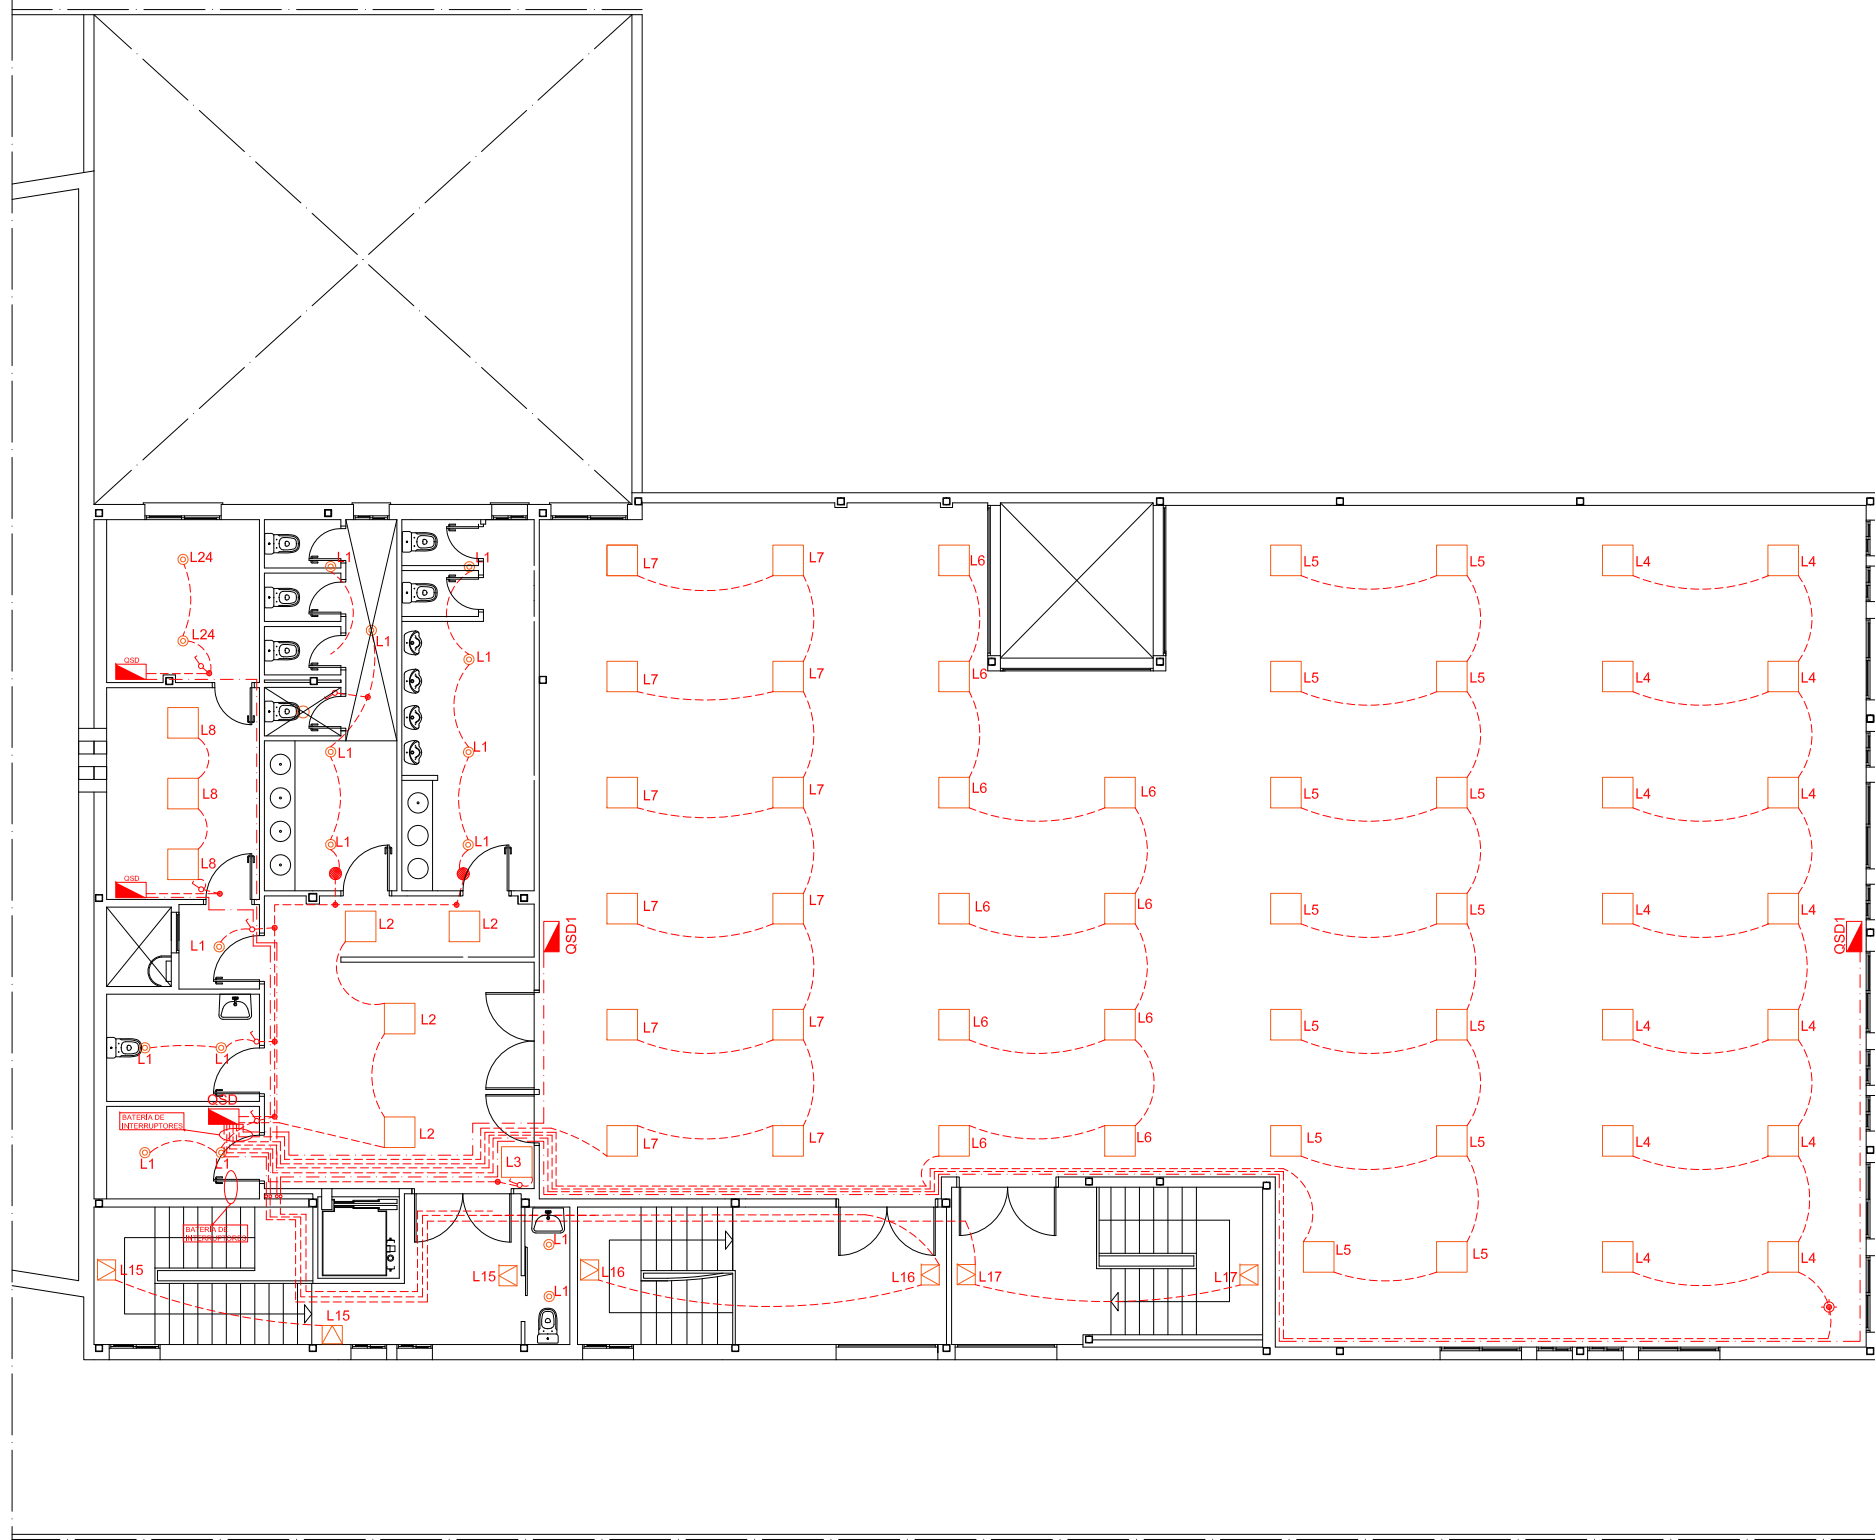 L24 L1 L1 L7 L7 L6 L5 L5 L4 L4
L24 L1 L1
QSD
L7 L7 L6 L5 L5 L4 L4
L8
L1 L1
L8 L7 L7 L6 L6 L5 L5 L4 L4
L1 L1
L8
QSD
L2 L2 L7 L7 L6 L6 L5 L5 L4 L4
L1 QSD1 QSD1
L2 L7 L7 L6 L6 L5 L5 L4 L4
L1 L1
QSD
BATERÍA DE
INTERRUPTORES
L2 L7 L7 L6 L6 L5 L5 L4 L4
L1 L1 L3
BATERÍA DE
INTERRUPTORES
L1
L5 L5 L4 L4
L15 L15 L16 L16 L17 L17
L1
L15